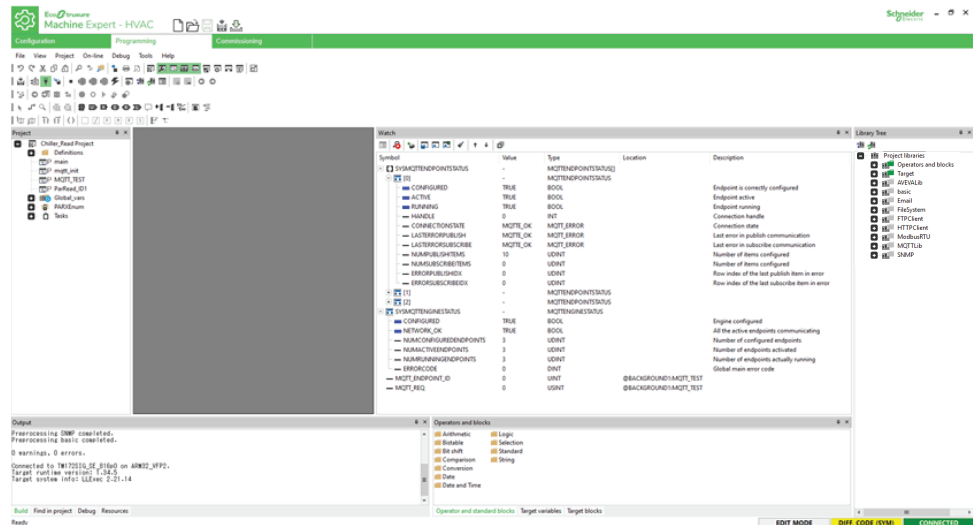 EcoStruxure
Machine Expert - HVAC
Schneider
Electric
Configuration Programming Commissioning
File View Project On-line Debug Tools Help
Project
Chiller_Read Project
Definitions
main
mqtt_init
MQTT_TEST
ParRead_ID1
Global_vars
PARXEnum
Tasks
Watch
Symbol Value Type Location Description
SYSMQTTENDPOINTSTATUS - MQTTENDPOINTSTATUS[]
[0] - MQTTENDPOINTSTATUS
CONFIGURED TRUE BOOL Endpoint is correctly configured
ACTIVE TRUE BOOL Endpoint active
RUNNING TRUE BOOL Endpoint running
HANDLE 0 INT Connection handle
CONNECTIONSTATE MQTTE_OK MQTT_ERROR Connection state
LASTERRORPUBLISH MQTTE_OK MQTT_ERROR Last error in publish communication
LASTERRORSUBSCRIBE MQTTE_OK MQTT_ERROR Last error in subscribe communication
NUMPUBLISHITEMS 10 UDINT Number of items configured
NUMSUBSCRIBEITEMS 0 UDINT Number of items configured
ERRORPUBLISHIDX 0 UDINT Row index of the last publish item in error
ERRORSUBSCRIBEIDX 0 UDINT Row index of the last subscribe item in error
[1] - MQTTENDPOINTSTATUS
[2] - MQTTENDPOINTSTATUS
SYSMQTTENGINESTATUS - MQTTENGINESTATUS
CONFIGURED TRUE BOOL Engine configured
NETWORK_OK TRUE BOOL All the active endpoints communicating
NUMCONFIGUREDENDPOINTS 3 UDINT Number of configured endpoints
NUMACTIVEENDPOINTS 3 UDINT Number of endpoints activated
NUMRUNNINGENDPOINTS 3 UDINT Number of endpoints actually running
ERRORCODE 0 DINT Global main error code
MQTT_ENDPOINT_ID 0 UINT @BACKGROUND1:MQTT_TEST
MQTT_REQ 0 USINT @BACKGROUND1:MQTT_TEST
Library Tree
Project libraries
Operators and blocks
Target
AVEVALib
basic
Email
FileSystem
FTPClient
HTTPClient
ModbusRTU
MQTTLib
SNMP
Output
Preprocessing SNMP completed.
Preprocessing basic completed.
0 warnings, 0 errors.
Target runtime version: 1.34.5
Target system info: LLExec 2.21.14
Build Find in project Debug Resources
Operators and blocks
Arithmetic Logic
Bistable Selection
Bit shift Standard
Comparison String
Conversion
Date
Date and Time
Operator and standard blocks Target variables Target blocks
Ready EDIT MODE DIFF. CODE (SYM) CONNECTED